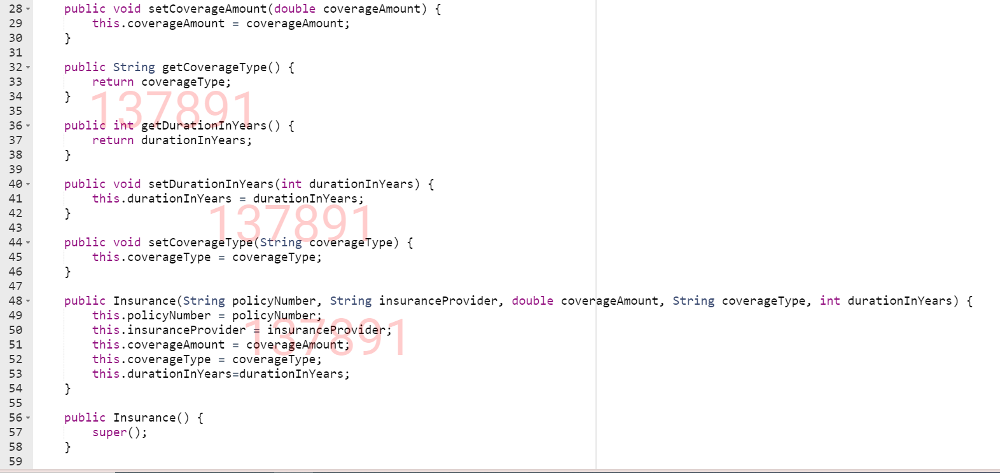 28 public void setCoverageAmount(double coverageAmount) {
29 this.coverageAmount = coverageAmount;
30 }
31
32 public String getCoverageType() {
33 return coverageType;
34 }
137891
35
36 public int getDurationInYears() {
37 return durationInYears;
38 }
39
40 public void setDurationInYears(int durationInYears) {
41 this.durationInYears = durationInYears;
42 }
137891
43
44 public void setCoverageType(String coverageType) {
45 this.coverageType = coverageType;
46 }
47
48 public Insurance(String policyNumber, String insuranceProvider, double coverageAmount, String coverageType, int durationInYears) {
49 this.policyNumber = policyNumber;
50 this.insuranceProvider = insuranceProvider;
137891
51 this.coverageAmount = coverageAmount;
52 this.coverageType = coverageType;
53 this.durationInYears=durationInYears;
54 }
55
56 public Insurance() {
57 super();
58 }
59